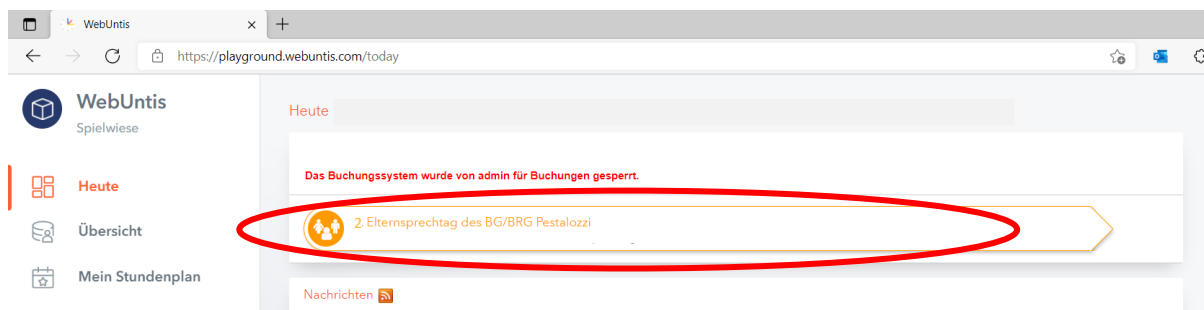 WebUntis
https://playground.webuntis.com/today
WebUntis
Spielwiese
Heute
Das Buchungssystem wurde von admin für Buchungen gesperrt.
Heute
2. Elternsprechtag des BG/BRG Pestalozzi
Übersicht
Mein Stundenplan
Nachrichten